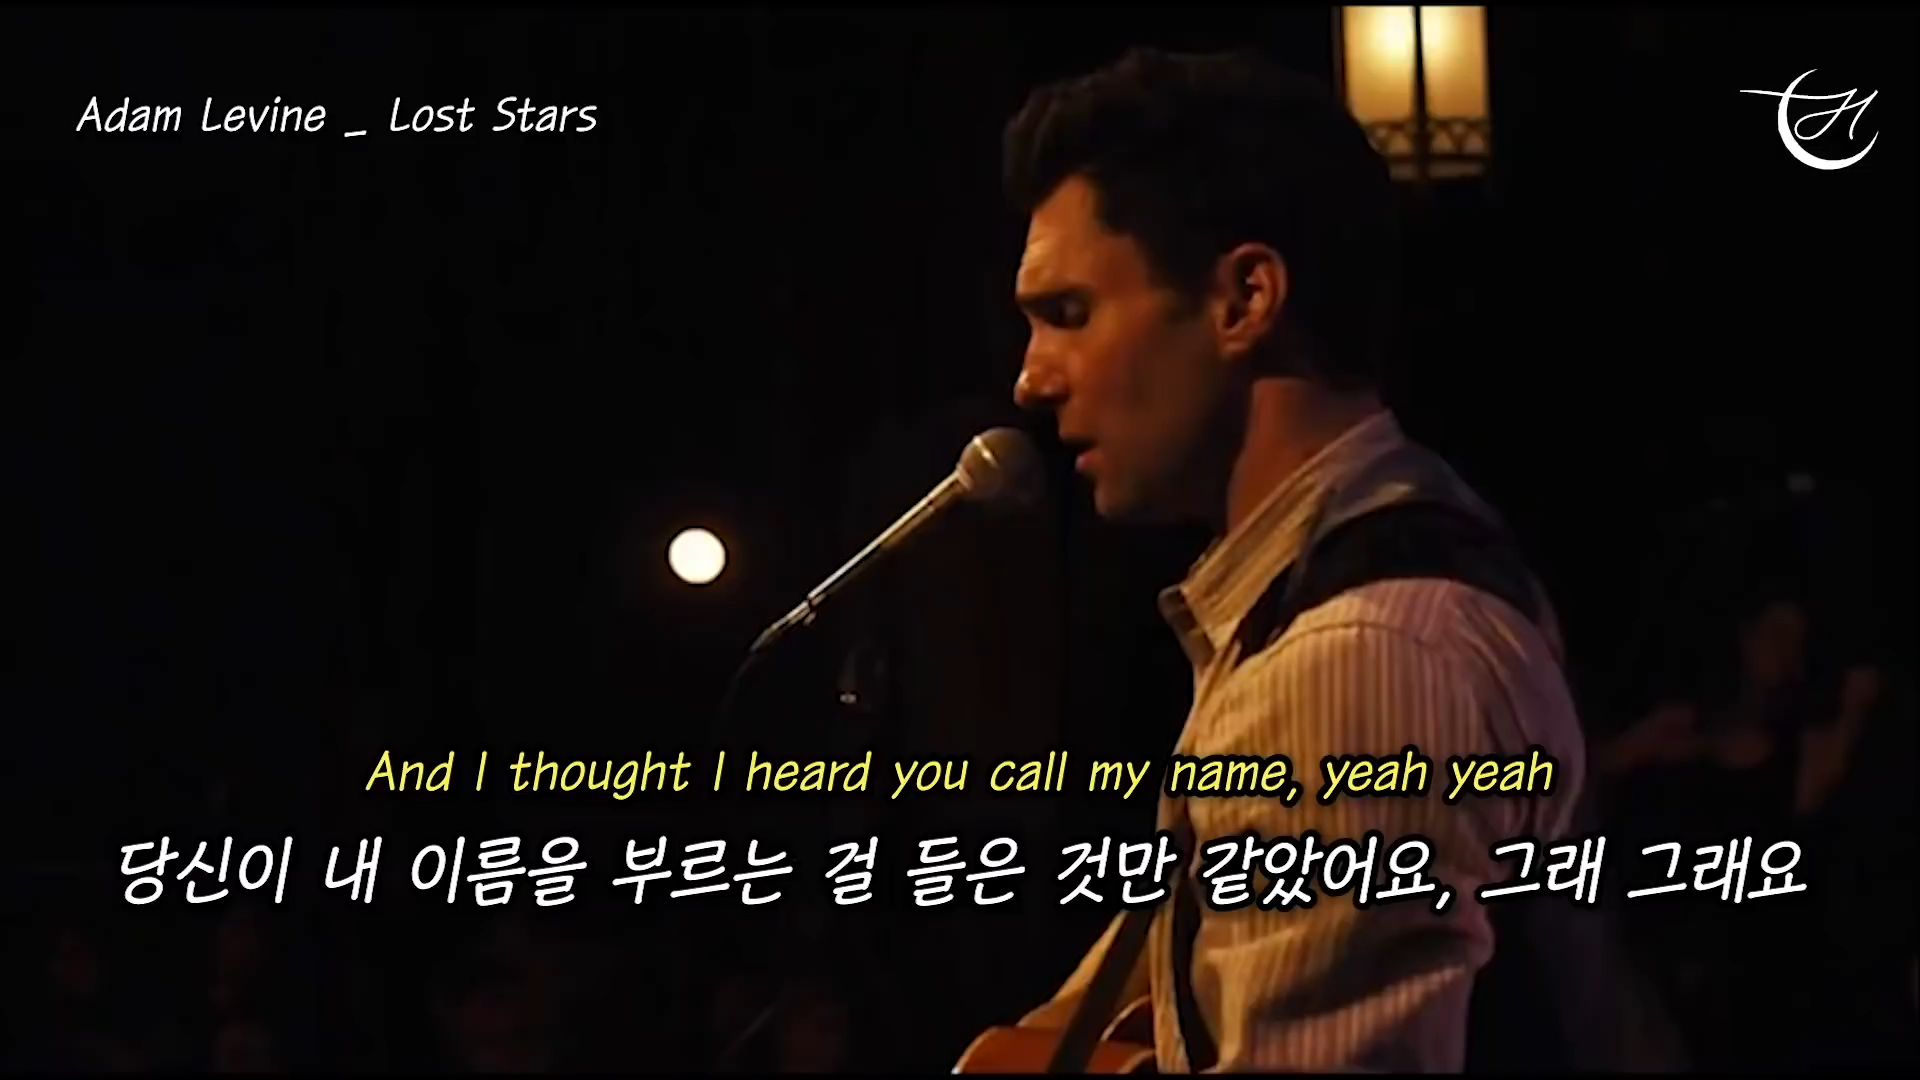 Adam Levine _ Lost Stars
And I thought I heard you call my name, yeah yeah
당신이 내 이름을 부르는 걸 들은 것만 같았어요, 그래 그래요